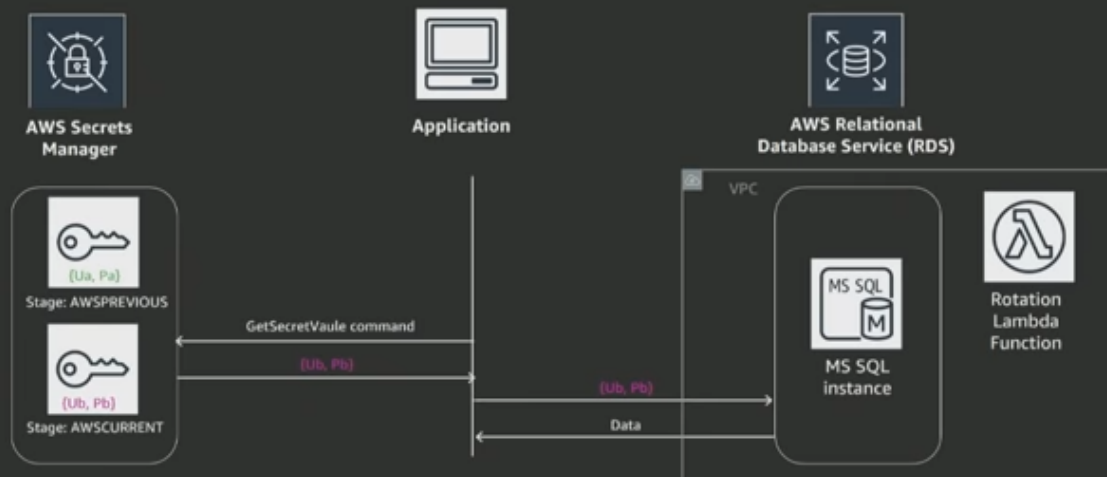 AWS Secrets
Manager
Application
AWS Relational
Database Service (RDS)
VPC
{Ua, Pa}
Stage: AWSPREVIOUS
{Ub, Pb}
Stage: AWSCURRENT
GetSecretVaule command
{Ub, Pb}
{Ub, Pb}
Data
MS SQL
M
MS SQL
instance
Rotation
Lambda
Function